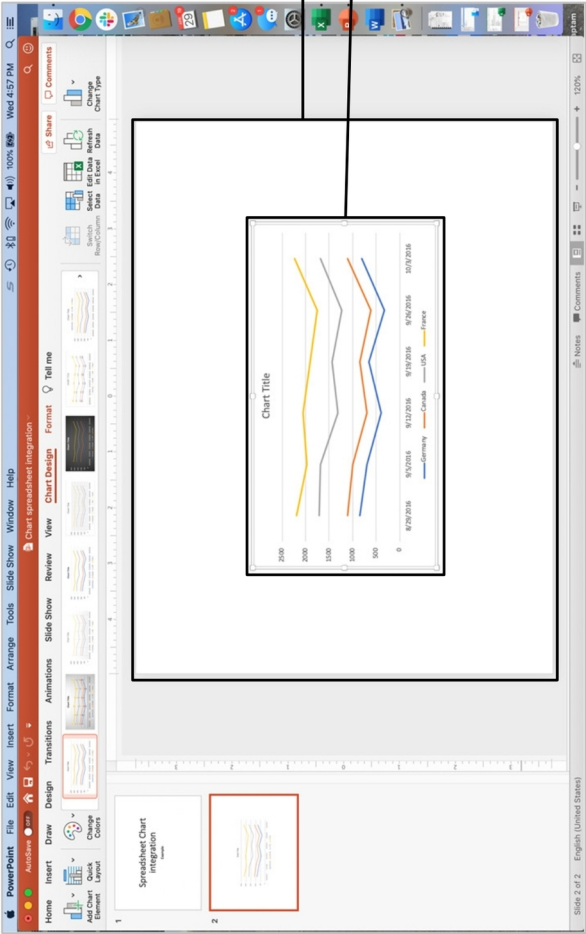 PowerPoint File Edit View Insert Format Arrange Tools Slide Show Window Help 100% Wed 4:57 PM
AutoSave OFF Chart spreadsheet integration
Home Insert Draw Design Transitions Animations Slide Show Review View Chart Design Format Tell me Share Comments
Add Chart Element
Quick Layout
Change Colors
Switch Row/Column
Select Data
Edit Data in Excel
Refresh Data
Change Chart Type
1
Spreadsheet Chart
integration
Example
2
Chart Title
2500
2000
1500
1000
500
0
8/29/2016 9/5/2016 9/12/2016 9/19/2016 9/26/2016 10/3/2016
Germany Canada USA France
Slide 2 of 2 English (United States) Notes Comments 120%
29
ptam